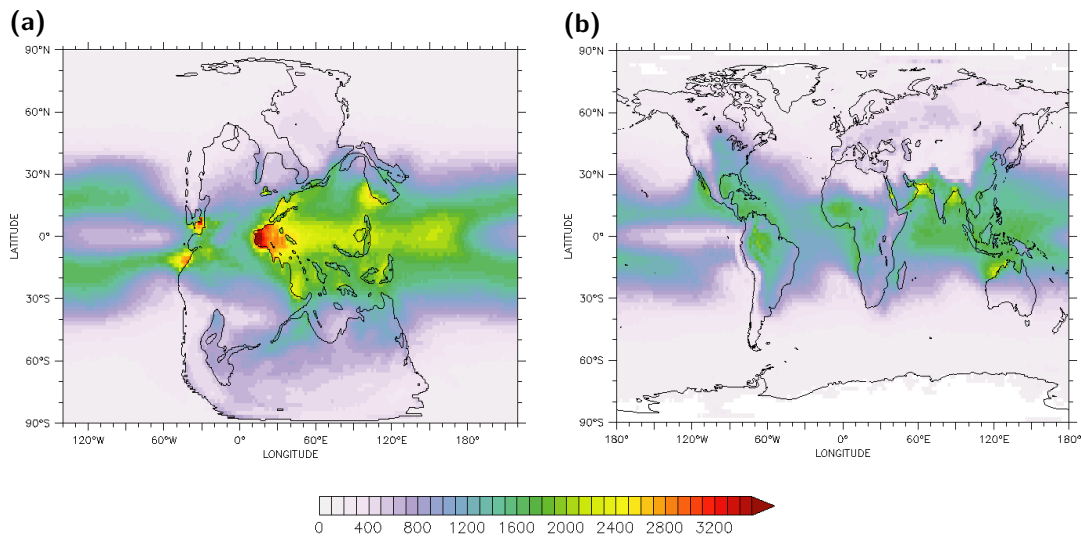 (a)
(b)
90°N
60°N
30°N
0°
30°S
60°S
90°S
LATITUDE
120°W 60°W 0° 60°E 120°E 180°
LONGITUDE
90°N
60°N
30°N
0°
30°S
60°S
90°S
LATITUDE
180° 120°W 60°W 0° 60°E 120°E 180°
LONGITUDE
0 400 800 1200 1600 2000 2400 2800 3200